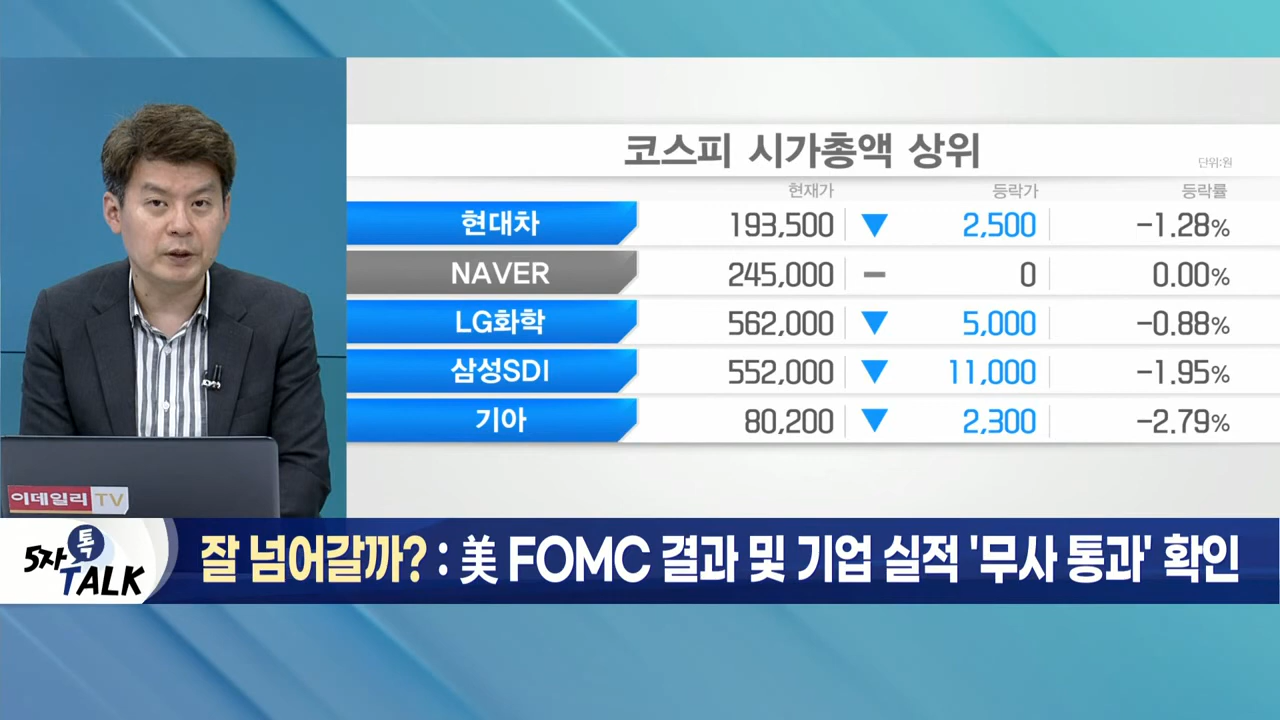 코스피 시가총액 상위
단위:원
현재가 등락가 등락률
현대차 193,500 ▼ 2,500 -1.28%
NAVER 245,000 - 0 0.00%
LG화학 562,000 ▼ 5,000 -0.88%
삼성SDI 552,000 ▼ 11,000 -1.95%
기아 80,200 ▼ 2,300 -2.79%
이데일리 TV
5자 톡 TALK
잘 넘어갈까? : 美 FOMC 결과 및 기업 실적 '무사 통과' 확인